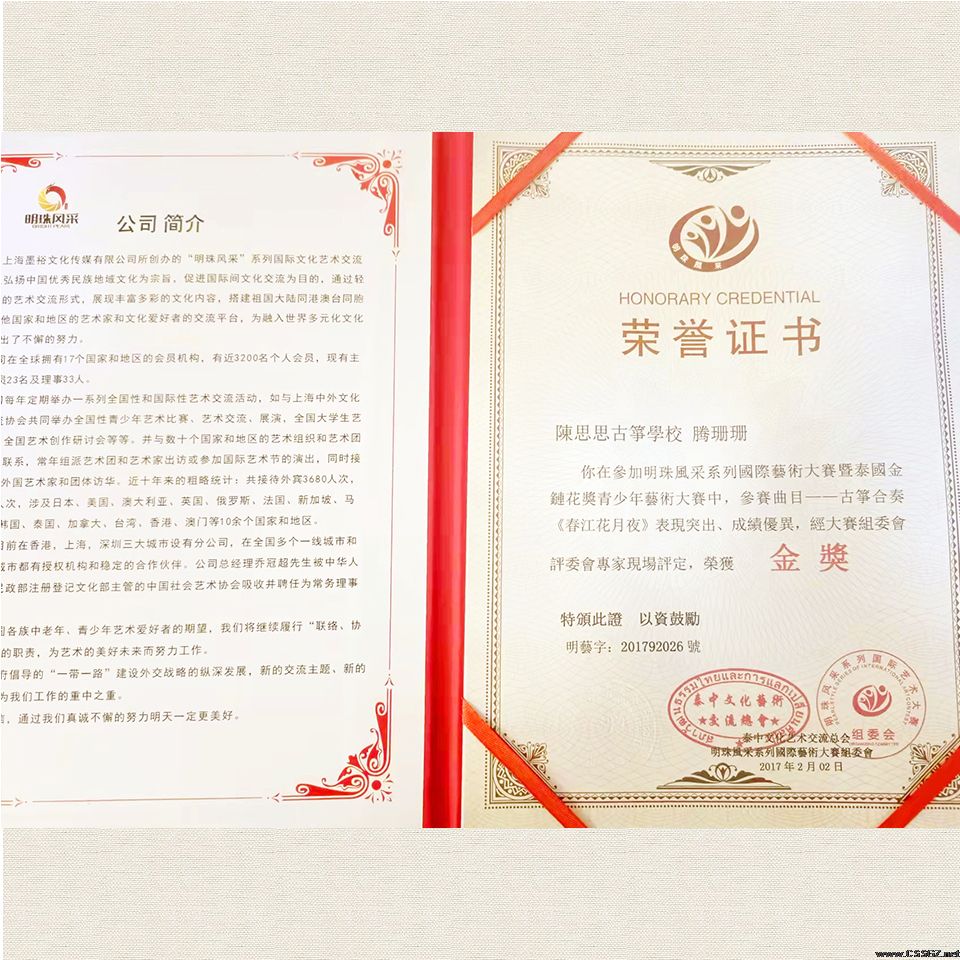 明珠风采
BRIGHT PEARL
公司 简介
上海墨裕文化传媒有限公司所创办的“明珠风采”系列国际文化艺术交流
弘扬中国优秀民族地域文化为宗旨，促进国际间文化交流为目的，通过轻
的艺术交流形式，展现丰富多彩的文化内容，搭建祖国大陆同港澳台同胞
他国家和地区的艺术家和文化爱好者的交流平台，为融入世界多元化文化
出了不懈的努力。
司在全球拥有17个国家和地区的会员机构，有近3200名个人会员，现有主
员23名及理事33人。
每年定期举办一系列全国性和国际性艺术交流活动，如与上海中外文化
流协会共同举办全国性青少年艺术比赛、艺术交流、展演，全国大学生艺
全国艺术创作研讨会等等。并与数十个国家和地区的艺术组织和艺术团
联系，常年组派艺术团和艺术家出访或参加国际艺术节的演出，同时接
外国艺术家和团体访华。近十年来的粗略统计：共接待外宾3680人次，
人次，涉及日本、美国、澳大利亚、英国、俄罗斯、法国、新加坡、马
韩国、泰国、加拿大、台湾、香港、澳门等10余个国家和地区。
目前在香港，上海，深圳三大城市设有分公司，在全国多个一线城市和
城市都有授权机构和稳定的合作伙伴。公司总经理乔冠超先生被中华人
民政部注册登记文化部主管的中国社会艺术协会吸收并聘任为常务理事
国各族中老年、青少年艺术爱好者的期望，我们将继续履行“联络、协
的职责，为艺术的美好未来而努力工作。
府倡导的“一带一路”建设外交战略的纵深发展，新的交流主题、新的
为我们工作的重中之重。
信，通过我们真诚不懈的努力明天一定更美好。
明珠風采
HONORARY CREDENTIAL
荣誉证书
陳思思古箏學校 腾珊珊
你在參加明珠風采系列國際藝術大賽暨泰國金
鏈花獎青少年藝術大賽中，參賽曲目——古箏合奏
《春江花月夜》表現突出、成績優異，經大賽組委會
評委會專家現場評定，榮獲 金獎
特頒此證 以資鼓勵
明藝字：201792026 號
泰中文化藝術
★交流總會★
明珠风采系列国际艺术大赛
组委会
泰中文化艺术交流总会
明珠風采系列國際藝術大賽組委會
2017 年 2 月 02 日